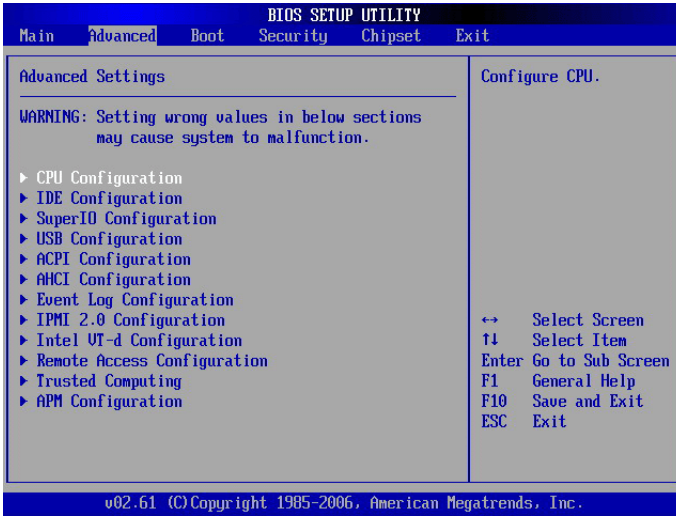 BIOS SETUP UTILITY
Main Advanced Boot Security Chipset Exit
Advanced Settings
WARNING: Setting wrong values in below sections
may cause system to malfunction.
▶ CPU Configuration
▶ IDE Configuration
▶ SuperIO Configuration
▶ USB Configuration
▶ ACPI Configuration
▶ AHCI Configuration
▶ Event Log Configuration
▶ IPMI 2.0 Configuration
▶ Intel VT-d Configuration
▶ Remote Access Configuration
▶ Trusted Computing
▶ APM Configuration
Configure CPU.
↔ Select Screen
↑↓ Select Item
Enter Go to Sub Screen
F1 General Help
F10 Save and Exit
ESC Exit
v02.61 (C)Copyright 1985-2006, American Megatrends, Inc.